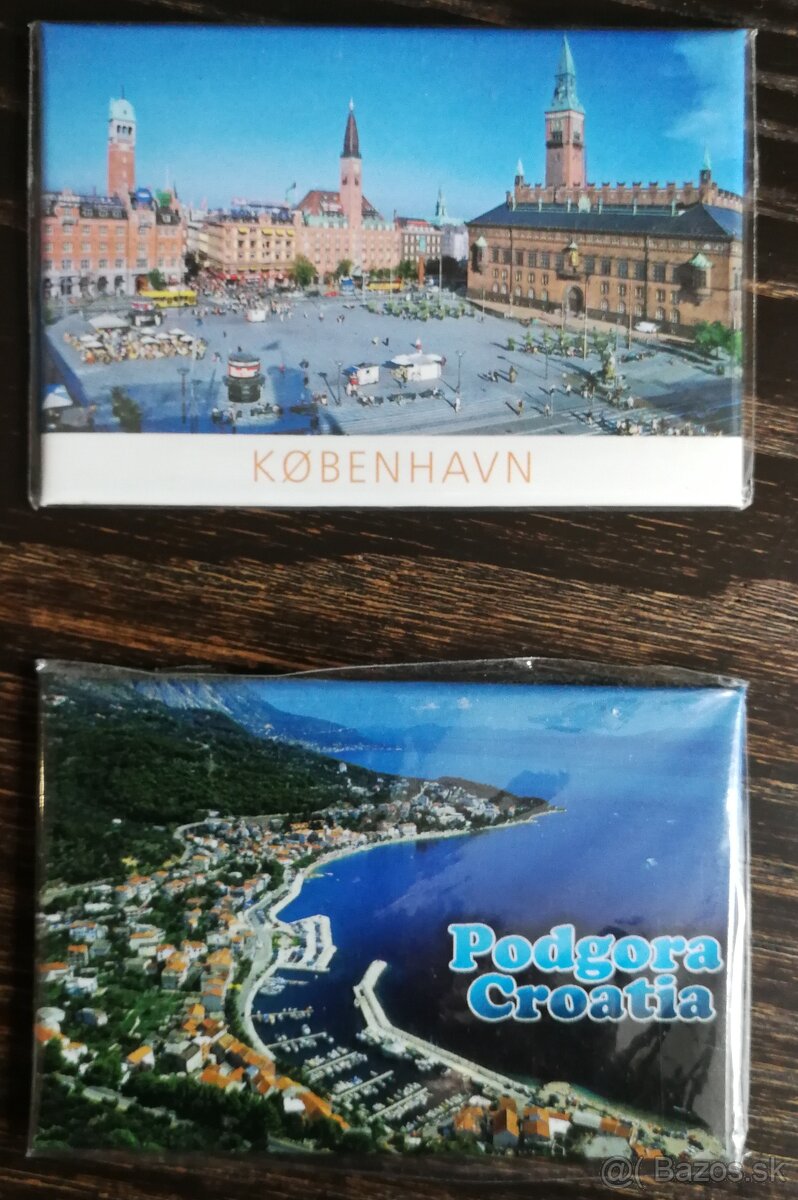 KØBENHAVN
Podgora
Croatia
@( Bazos.sk